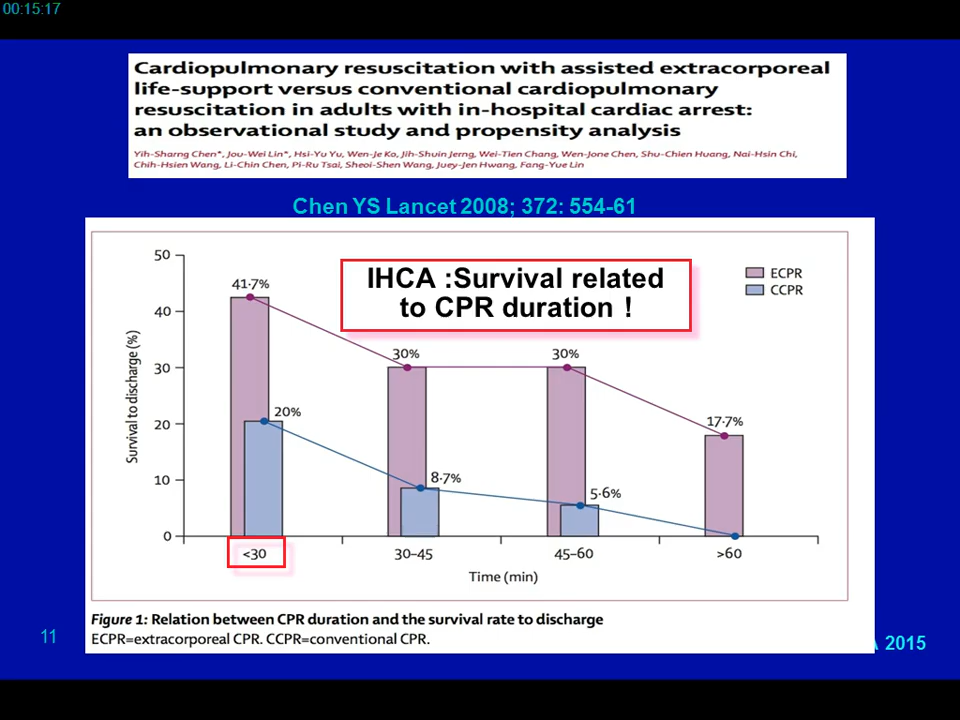 00:15:17
Cardiopulmonary resuscitation with assisted extracorporeal
life-support versus conventional cardiopulmonary
resuscitation in adults with in-hospital cardiac arrest:
an observational study and propensity analysis
Yih-Sharng Chen*, Jou-Wei Lin*, Hsi-Yu Yu, Wen-Je Ko, Jih-Shuin Jerng, Wei-Tien Chang, Wen-Jone Chen, Shu-Chien Huang, Nai-Hsin Chi,
Chih-Hsien Wang, Li-Chin Chen, Pi-Ru Tsai, Sheoi-Shen Wang, Juey-Jen Hwang, Fang-Yue Lin
Chen YS Lancet 2008; 372: 554-61
IHCA :Survival related
to CPR duration !
ECPR
CCPR
Survival to discharge (%)
50
40
30
20
10
0
41·7%
20%
30%
8·7%
30%
5·6%
17·7%
<30
30–45
45–60
>60
Time (min)
Figure 1: Relation between CPR duration and the survival rate to discharge
ECPR=extracorporeal CPR. CCPR=conventional CPR.
11
2015